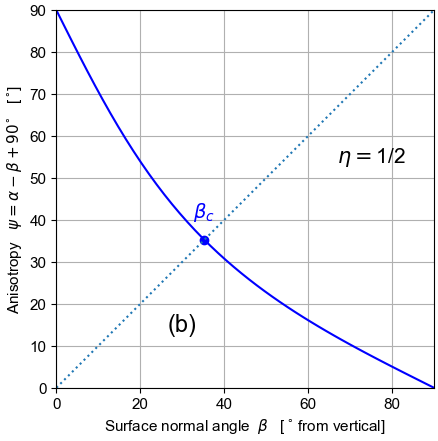 90
80
70
60
50
40
30
20
10
0
Anisotropy ψ = α − β + 90° [°]
η = 1/2
β_c
(b)
0 20 40 60 80
Surface normal angle β [° from vertical]